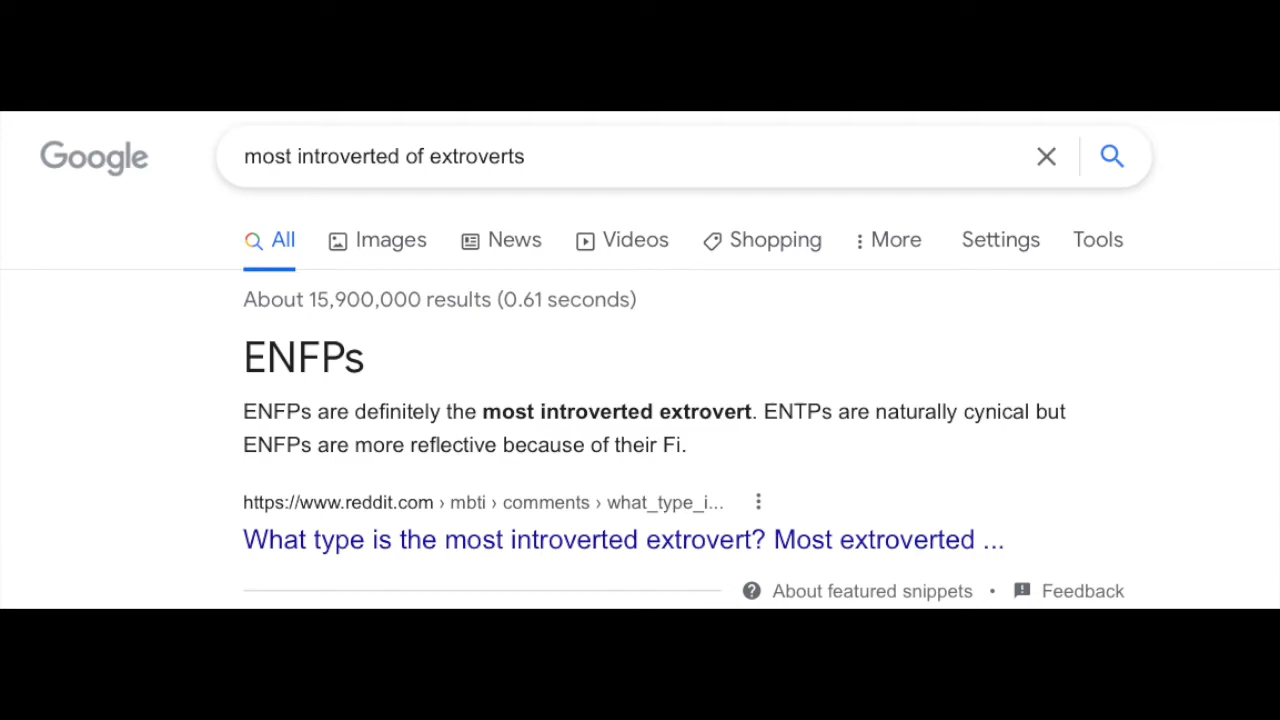 Google
most introverted of extroverts
All Images News Videos Shopping More Settings Tools
About 15,900,000 results (0.61 seconds)
ENFPs
ENFPs are definitely the most introverted extrovert. ENTPs are naturally cynical but
ENFPs are more reflective because of their Fi.
https://www.reddit.com › mbti › comments › what_type_i...
What type is the most introverted extrovert? Most extroverted ...
About featured snippets • Feedback